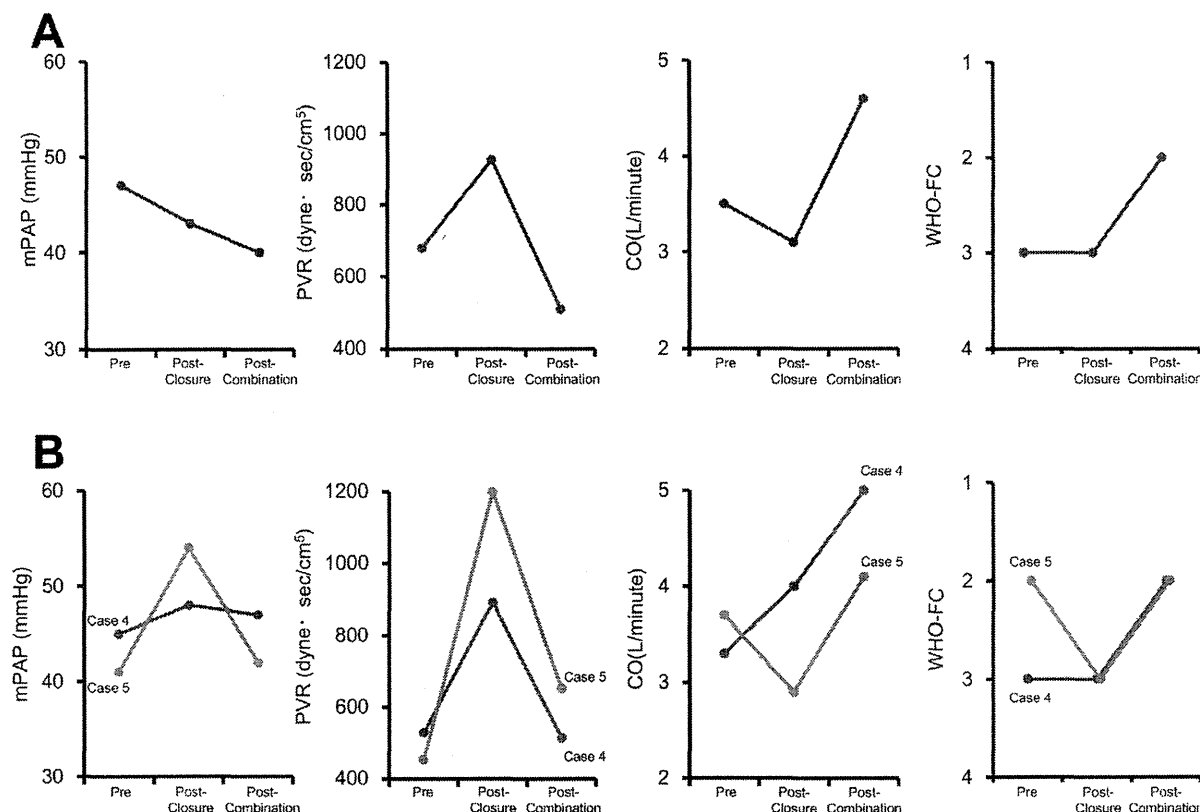 A
mPAP (mmHg)
60
50
40
30
Pre
Post-
Closure
Post-
Combination
PVR (dyne· sec/cm⁵)
1200
1000
800
600
400
Pre
Post-
Closure
Post-
Combination
CO(L/minute)
5
4
3
2
Pre
Post-
Closure
Post-
Combination
WHO-FC
1
2
3
4
Pre
Post-
Closure
Post-
Combination
B
mPAP (mmHg)
60
50
40
30
Case 4
Case 5
Pre
Post-
Closure
Post-
Combination
PVR (dyne· sec/cm⁵)
1200
1000
800
600
400
Case 5
Case 4
Pre
Post-
Closure
Post-
Combination
CO(L/minute)
5
4
3
2
Case 4
Case 5
Pre
Post-
Closure
Post-
Combination
WHO-FC
1
2
3
4
Case 5
Case 4
Pre
Post-
Closure
Post-
Combination